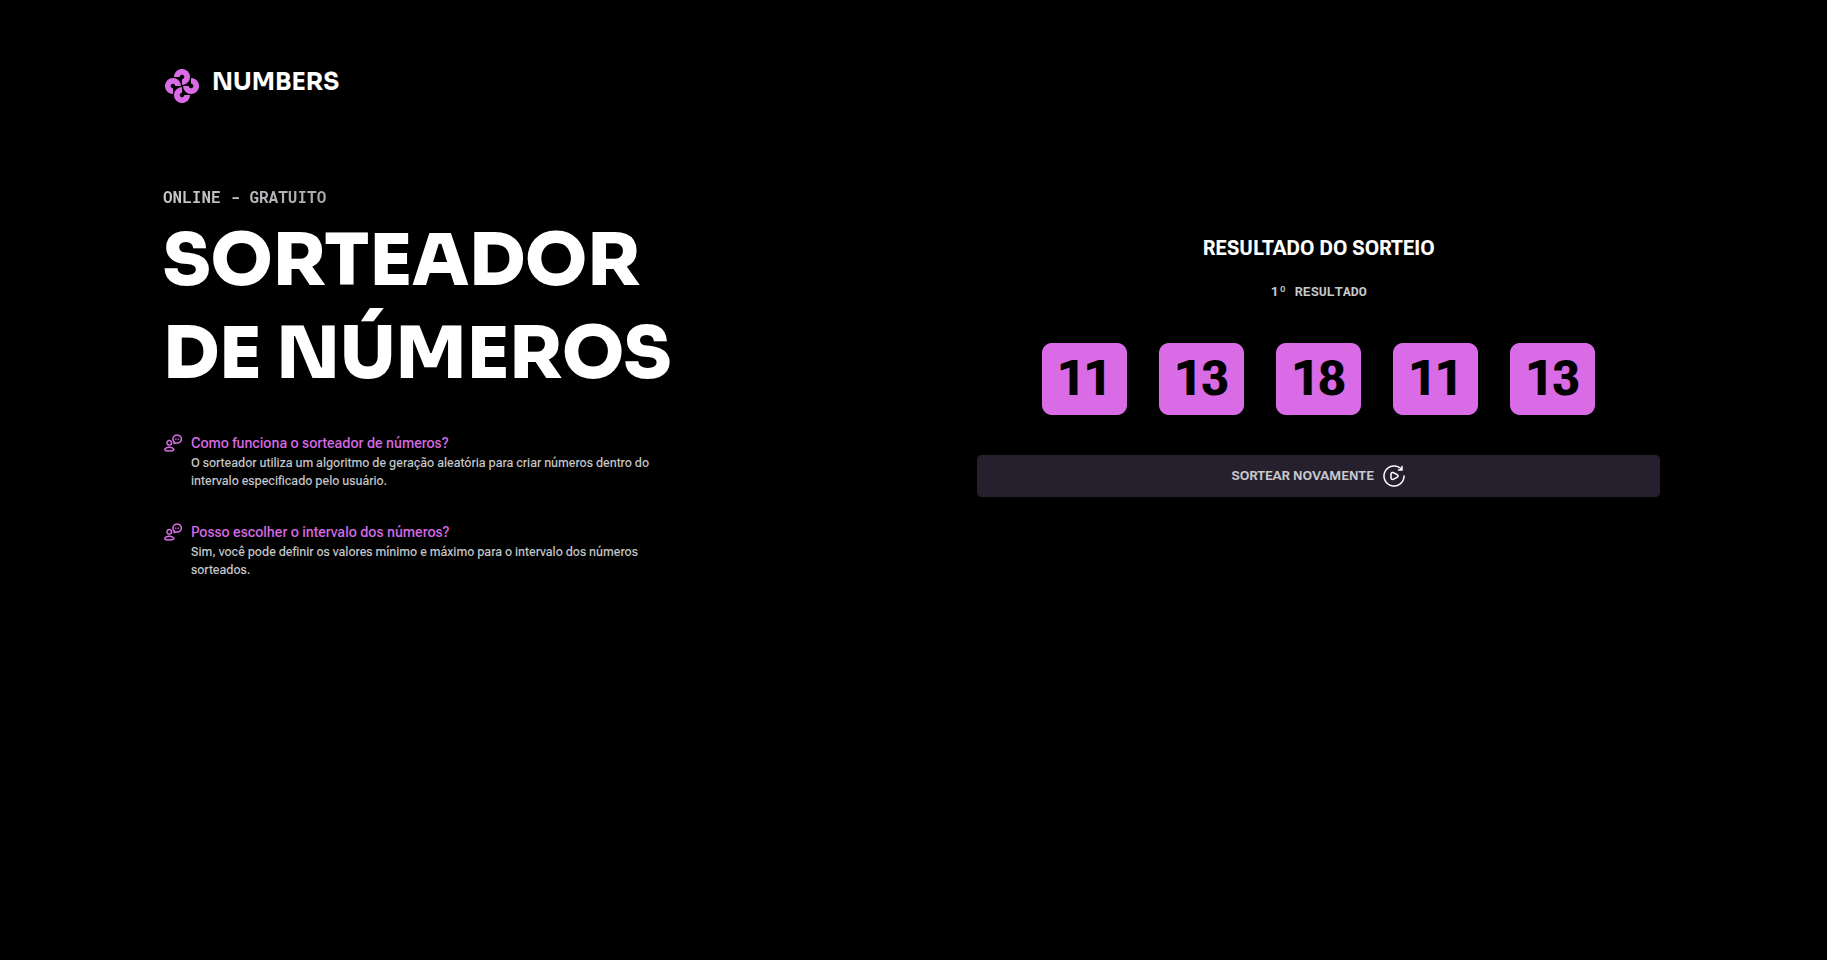 NUMBERS
ONLINE - GRATUITO
SORTEADOR
DE NÚMEROS
Como funciona o sorteador de números?
O sorteador utiliza um algoritmo de geração aleatória para criar números dentro do
intervalo especificado pelo usuário.
Posso escolher o intervalo dos números?
Sim, você pode definir os valores mínimo e máximo para o intervalo dos números
sorteados.
RESULTADO DO SORTEIO
1º RESULTADO
11 13 18 11 13
SORTEAR NOVAMENTE